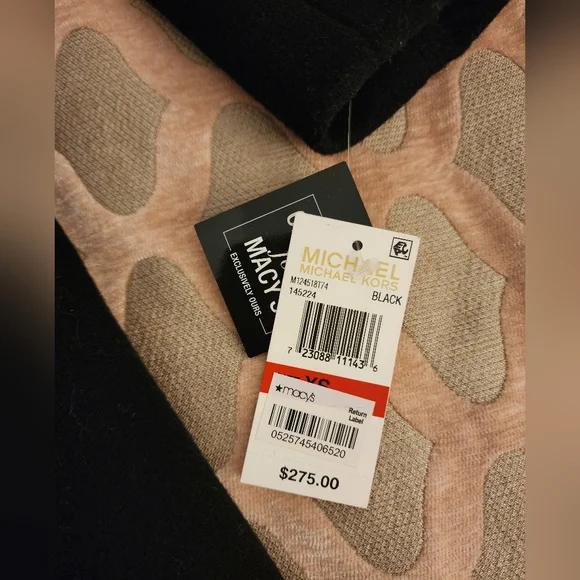 MACY'S
EXCLUSIVELY OURS
MICHAEL
MICHAEL KORS
M124518T74
145224
BLACK
7 23088 11143 6
XS
★macy's
Return
Label
0525745406520
$275.00